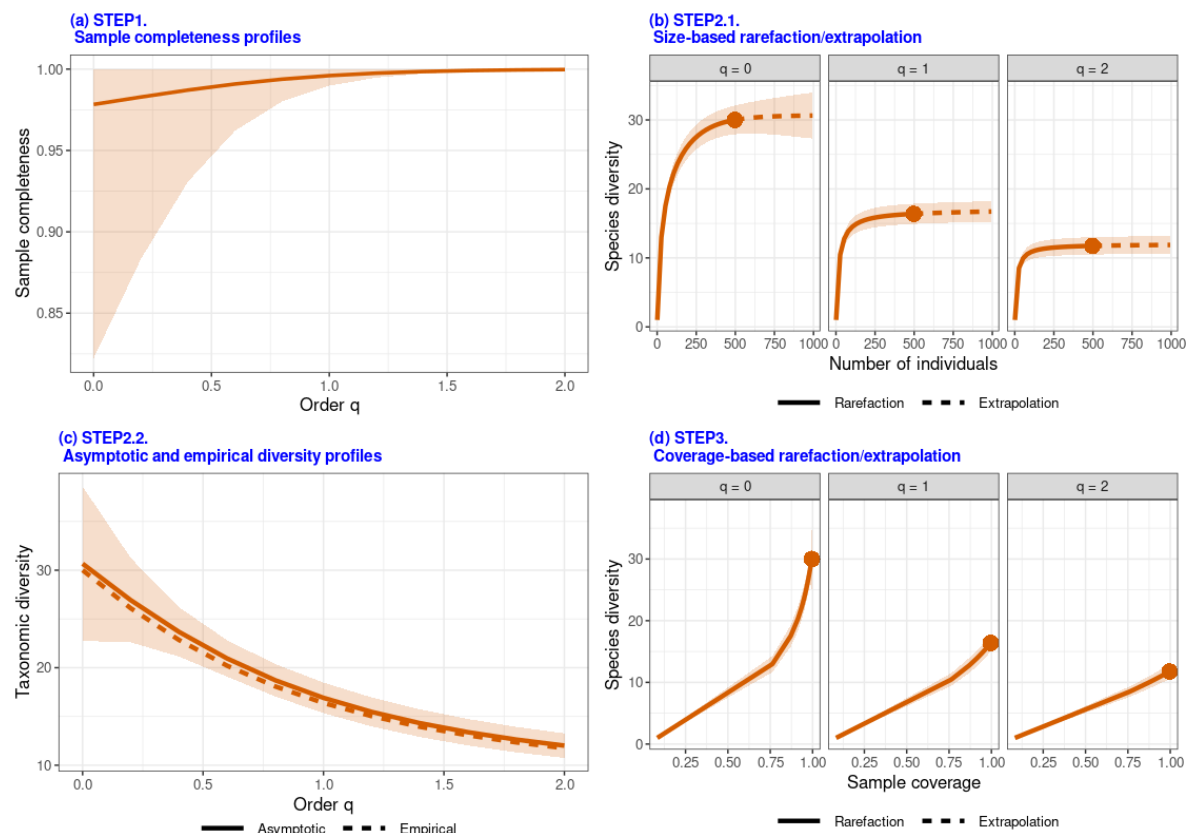 (a) STEP1.
Sample completeness profiles
1.00
0.95
0.90
0.85
Sample completeness
0.0 0.5 1.0 1.5 2.0
Order q
(b) STEP2.1.
Size-based rarefaction/extrapolation
q = 0 q = 1 q = 2
30
20
10
0
Species diversity
0 250 500 750 1000 0 250 500 750 1000 0 250 500 750 1000
Number of individuals
Rarefaction Extrapolation
(c) STEP2.2.
Asymptotic and empirical diversity profiles
30
20
10
Taxonomic diversity
0.0 0.5 1.0 1.5 2.0
Order q
Asymptotic Empirical
(d) STEP3.
Coverage-based rarefaction/extrapolation
q = 0 q = 1 q = 2
30
20
10
0
Species diversity
0.25 0.50 0.75 1.00 0.25 0.50 0.75 1.00 0.25 0.50 0.75 1.00
Sample coverage
Rarefaction Extrapolation